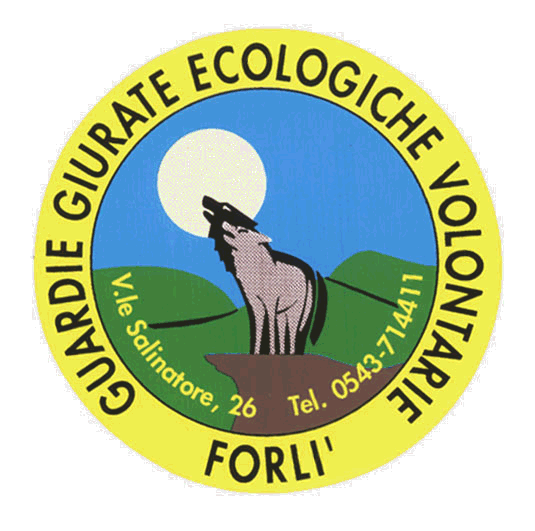 GUARDIE GIURATE ECOLOGICHE VOLONTARIE
V.le Salinatore, 26
Tel. 0543-714411
FORLI'